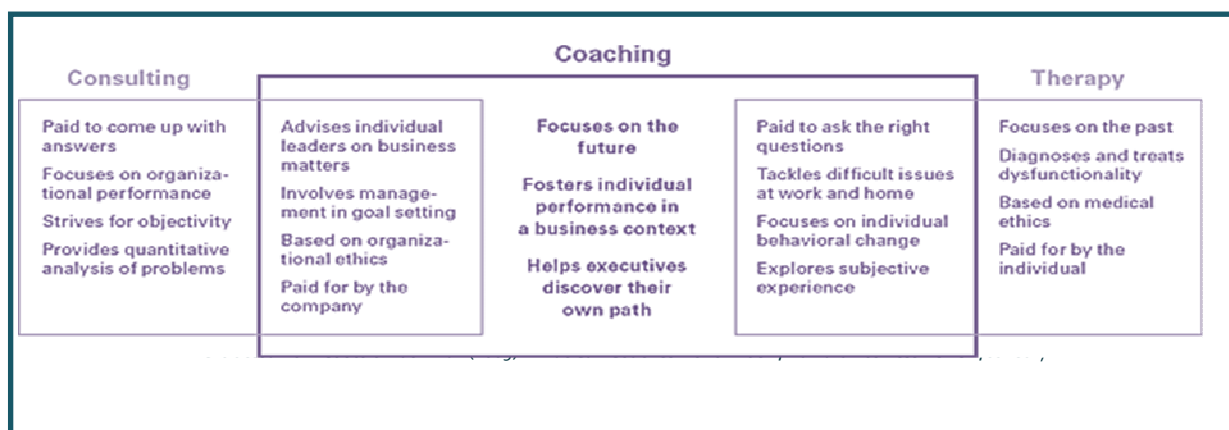 Coaching
Consulting
Therapy
Paid to come up with
answers
Focuses on organiza-
tional performance
Strives for objectivity
Provides quantitative
analysis of problems
Advises individual
leaders on business
matters
Involves manage-
ment in goal setting
Based on organiza-
tional ethics
Paid for by the
company
Focuses on the
future
Fosters individual
performance in
a business context
Helps executives
discover their
own path
Paid to ask the right
questions
Tackles difficult issues
at work and home
Focuses on individual
behavioral change
Explores subjective
experience
Focuses on the past
Diagnoses and treats
dysfunctionality
Based on medical
ethics
Paid for by the
individual